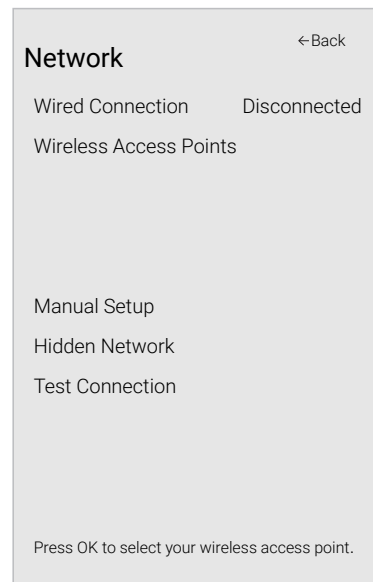 ←Back
Network
Wired Connection Disconnected
Wireless Access Points
Manual Setup
Hidden Network
Test Connection
Press OK to select your wireless access point.